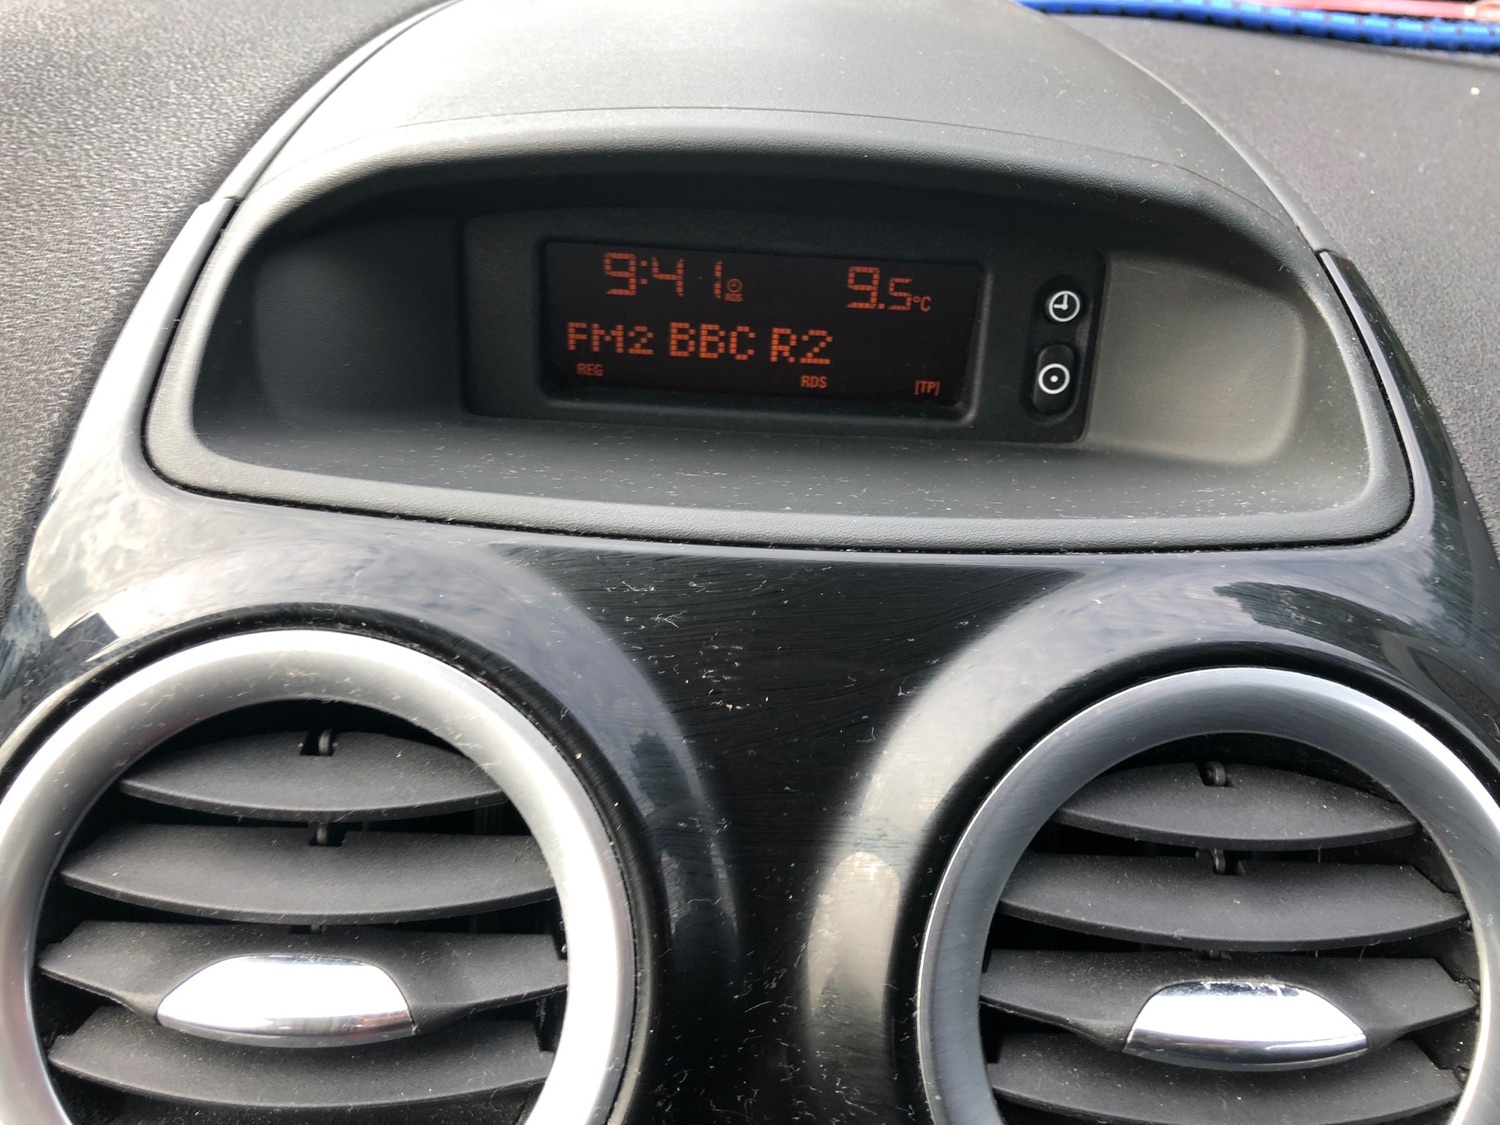 9:41 RDS 9.5°C
FM2 BBC R2
REG RDS [TP]